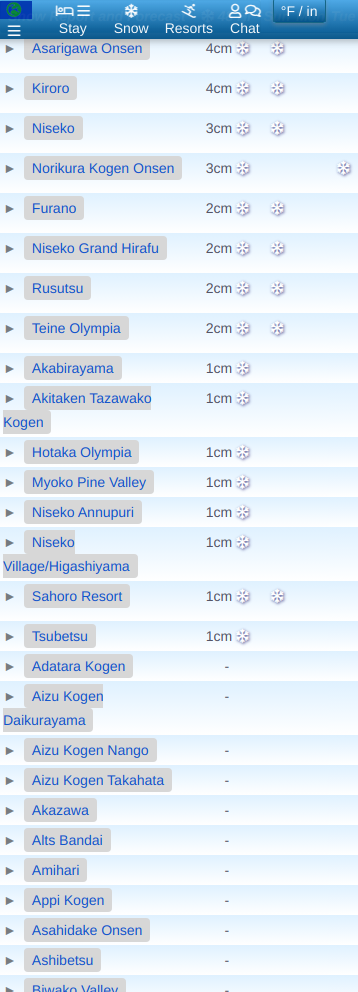 Stay
Snow
Resorts
Chat
°F / in
Asarigawa Onsen 4cm
Kiroro 4cm
Niseko 3cm
Norikura Kogen Onsen 3cm
Furano 2cm
Niseko Grand Hirafu 2cm
Rusutsu 2cm
Teine Olympia 2cm
Akabirayama 1cm
Akitaken Tazawako 1cm
Kogen
Hotaka Olympia 1cm
Myoko Pine Valley 1cm
Niseko Annupuri 1cm
Niseko 1cm
Village/Higashiyama
Sahoro Resort 1cm
Tsubetsu 1cm
Adatara Kogen -
Aizu Kogen -
Daikurayama
Aizu Kogen Nango -
Aizu Kogen Takahata -
Akazawa -
Alts Bandai -
Amihari -
Appi Kogen -
Asahidake Onsen -
Ashibetsu -
Biwako Valley -